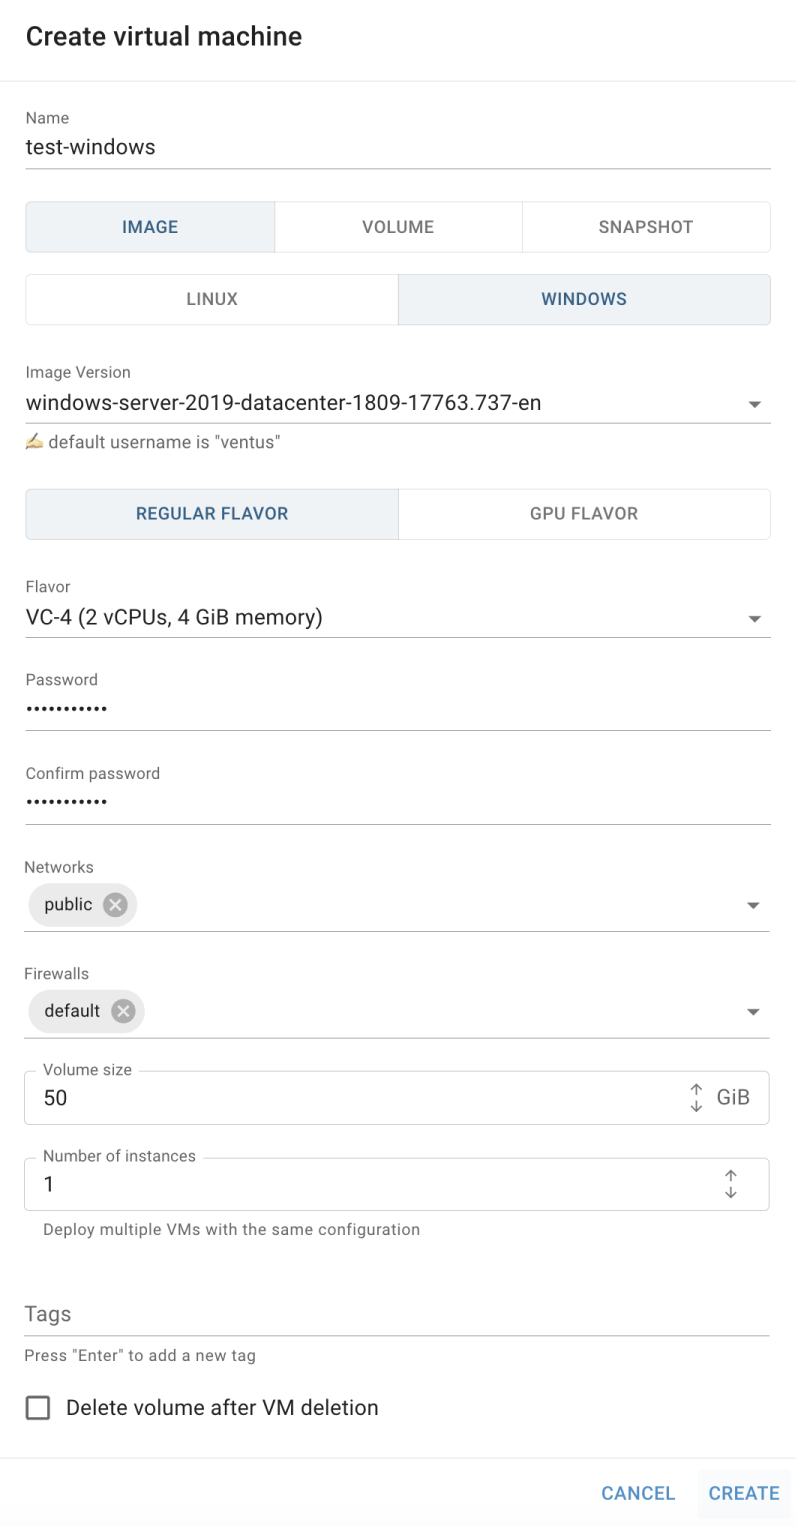 Create virtual machine
Name
test-windows
IMAGE VOLUME SNAPSHOT
LINUX WINDOWS
Image Version
windows-server-2019-datacenter-1809-17763.737-en
✍️ default username is "ventus"
REGULAR FLAVOR GPU FLAVOR
Flavor
VC-4 (2 vCPUs, 4 GiB memory)
Password
•••••••••••
Confirm password
•••••••••••
Networks
public
Firewalls
default
Volume size
50 GiB
Number of instances
1
Deploy multiple VMs with the same configuration
Tags
Press "Enter" to add a new tag
Delete volume after VM deletion
CANCEL CREATE